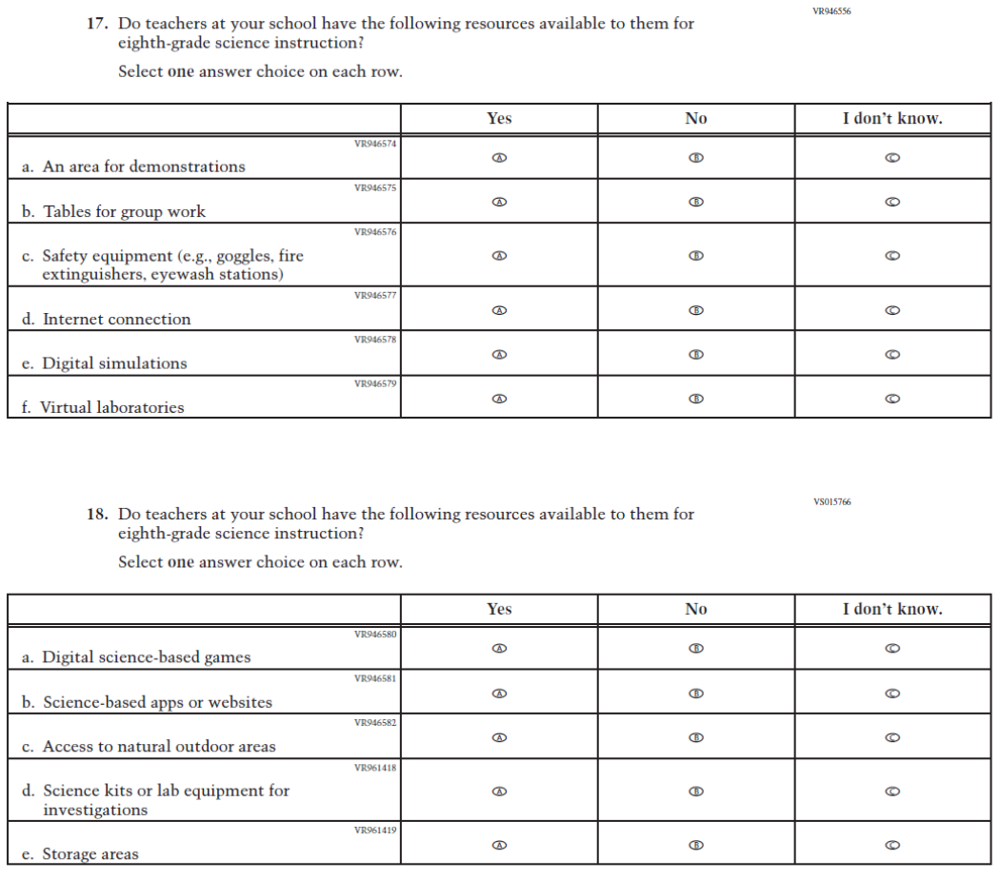 VR946556
17. Do teachers at your school have the following resources available to them for
eighth-grade science instruction?
Select one answer choice on each row.
Yes No I don't know.
VR946574
a. An area for demonstrations A B C
VR946575
b. Tables for group work A B C
VR946576
c. Safety equipment (e.g., goggles, fire A B C
extinguishers, eyewash stations)
VR946577
d. Internet connection A B C
VR946578
e. Digital simulations A B C
VR946579
f. Virtual laboratories A B C
VS015766
18. Do teachers at your school have the following resources available to them for
eighth-grade science instruction?
Select one answer choice on each row.
Yes No I don't know.
VR946580
a. Digital science-based games A B C
VR946581
b. Science-based apps or websites A B C
VR946582
c. Access to natural outdoor areas A B C
VR961418
d. Science kits or lab equipment for A B C
investigations
VR961419
e. Storage areas A B C